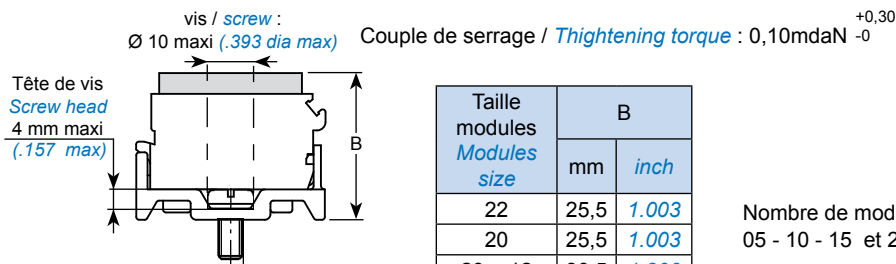 vis / screw :
Ø 10 maxi (.393 dia max)
Couple de serrage / Thightening torque : 0,10mdaN +0,30 -0
Tête de vis
Screw head
4 mm maxi
(.157 max)
B
Taille modules Modules size | B
mm | inch
22 | 25,5 | 1.003
20 | 25,5 | 1.003
Nombre de mod
05 - 10 - 15 et 2